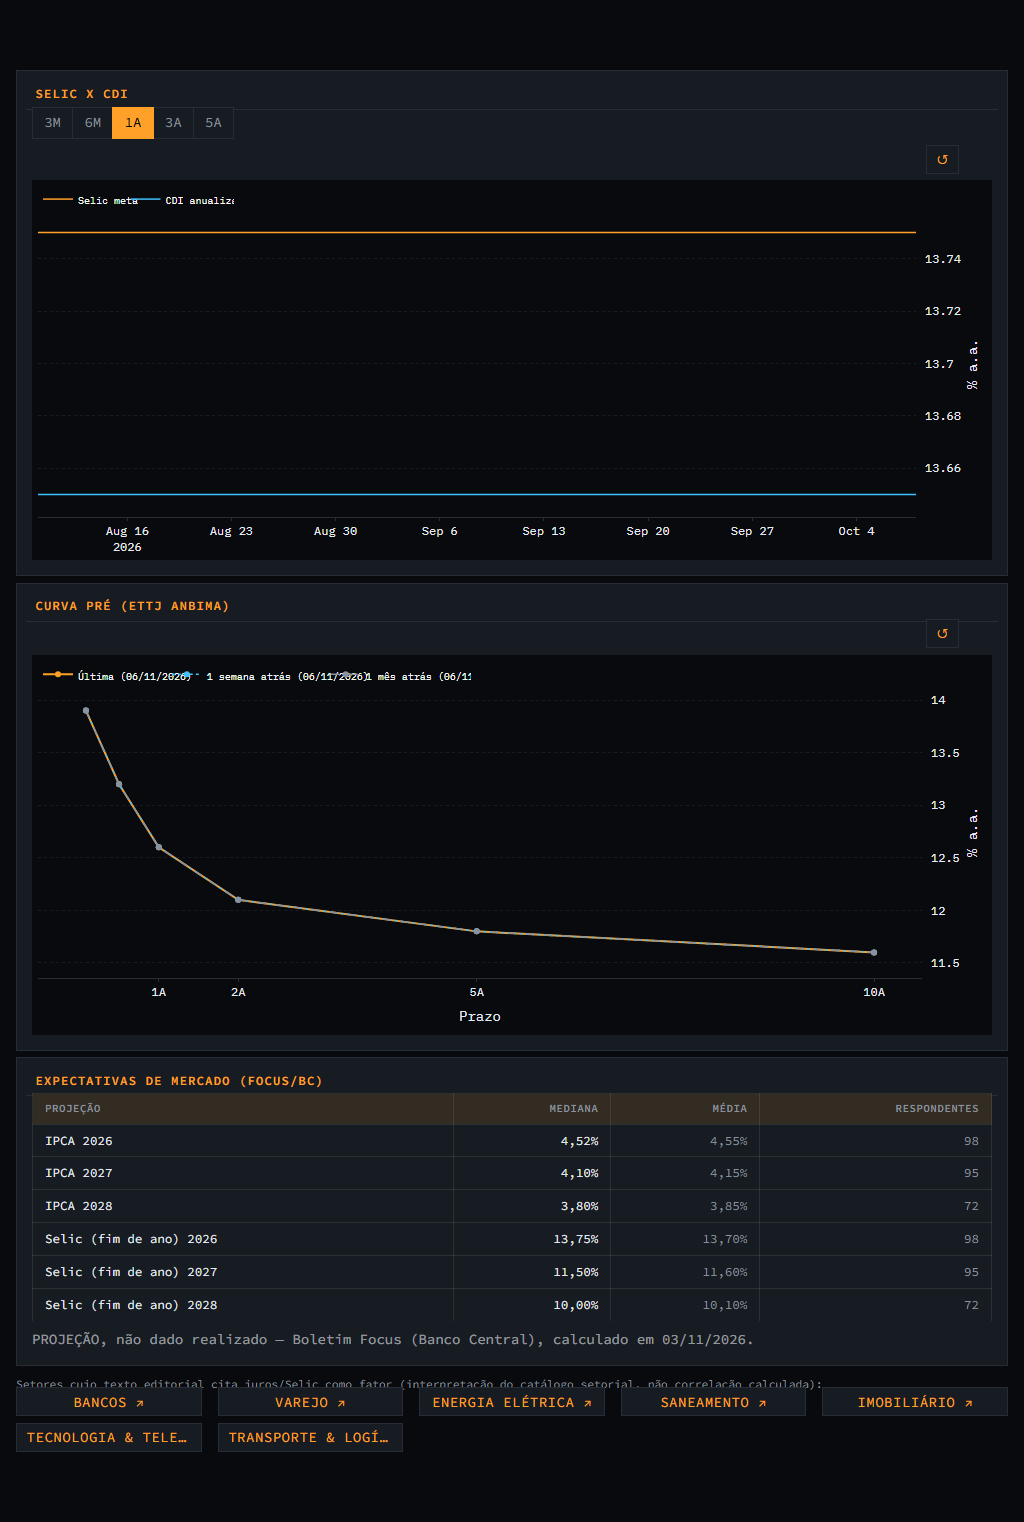 SELIC X CDI
3M 6M 1A 3A 5A
↺
Selic meta CDI analiza
13.74
13.72
13.7
13.68
13.66
% a.a.
Aug 16 Aug 23 Aug 30 Sep 6 Sep 13 Sep 20 Sep 27 Oct 4
2026
CURVA PRÉ (ETTJ ANBIMA)
↺
Última (06/11/2026) 1 semana atrás (06/11/2026) 1 mês atrás (06/11
14
13.5
13
12.5
12
11.5
% a.a.
1A 2A 5A 10A
Prazo
EXPECTATIVAS DE MERCADO (FOCUS/BC)
PROJEÇÃO MEDIANA MÉDIA RESPONDENTES
IPCA 2026 4,52% 4,55% 98
IPCA 2027 4,10% 4,15% 95
IPCA 2028 3,80% 3,85% 72
Selic (fim de ano) 2026 13,75% 13,70% 98
Selic (fim de ano) 2027 11,50% 11,60% 95
Selic (fim de ano) 2028 10,00% 10,10% 72
PROJEÇÃO, não dado realizado — Boletim Focus (Banco Central), calculado em 03/11/2026.
Setores cujo texto editorial cita juros/Selic como fator (interpretação do catálogo setorial, não correlação calculada):
BANCOS ↗ VAREJO ↗ ENERGIA ELÉTRICA ↗ SANEAMENTO ↗ IMOBILIÁRIO ↗
TECNOLOGIA & TELE… TRANSPORTE & LOGÍ…